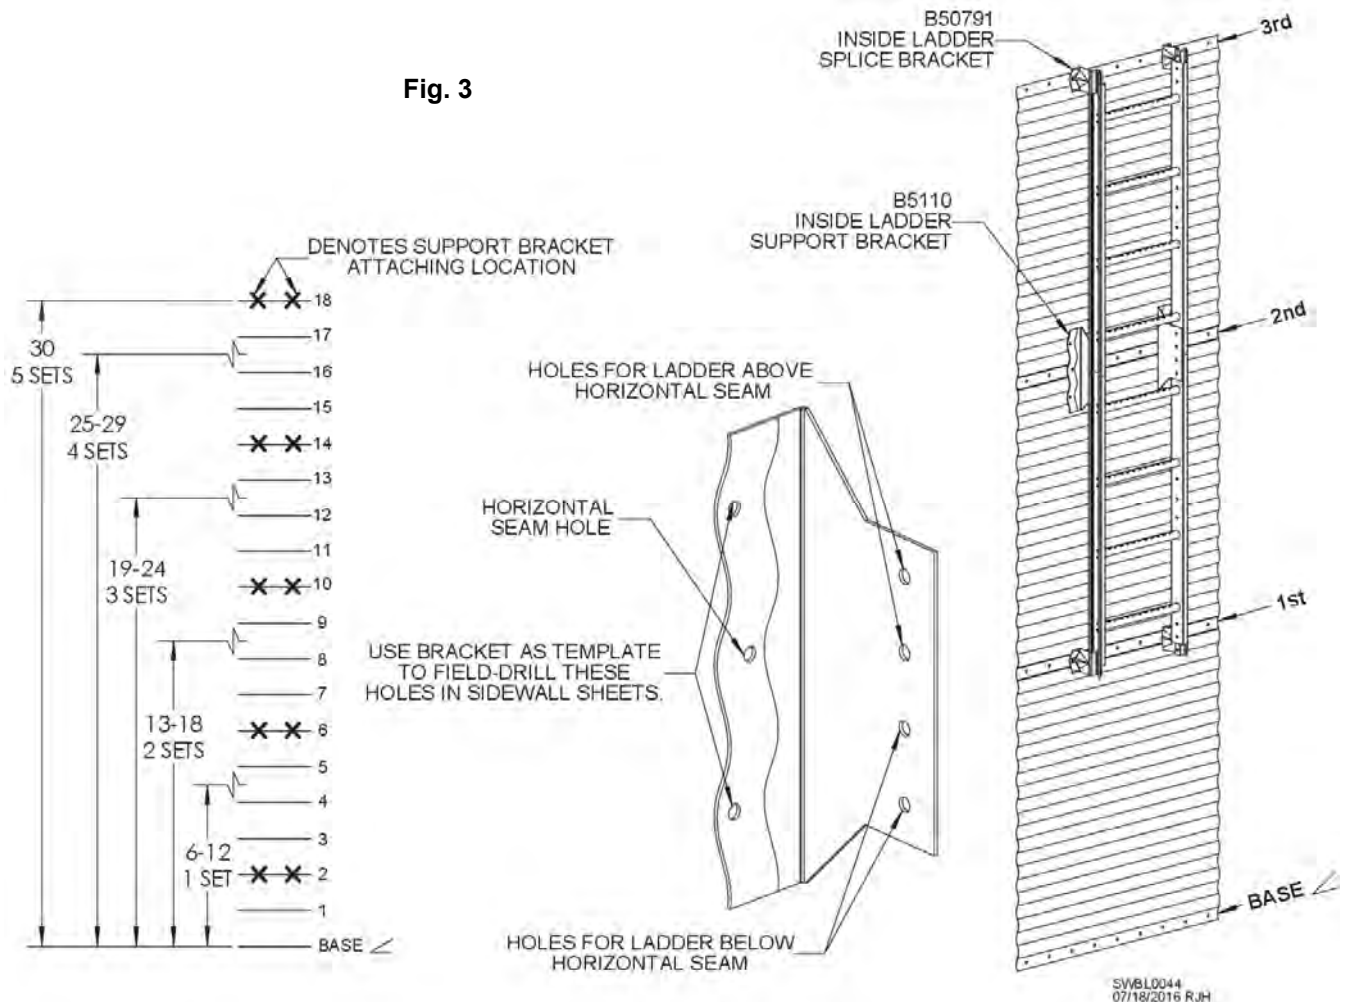 Fig. 3
B50791
INSIDE LADDER
SPLICE BRACKET
3rd
B5110
INSIDE LADDER
SUPPORT BRACKET
2nd
1st
BASE
DENOTES SUPPORT BRACKET
ATTACHING LOCATION
18
17
16
15
14
13
12
11
10
9
8
7
6
5
4
3
2
1
BASE
30
5 SETS
25-29
4 SETS
19-24
3 SETS
13-18
2 SETS
6-12
1 SET
HOLES FOR LADDER ABOVE
HORIZONTAL SEAM
HORIZONTAL
SEAM HOLE
USE BRACKET AS TEMPLATE
TO FIELD-DRILL THESE
HOLES IN SIDEWALL SHEETS.
HOLES FOR LADDER BELOW
HORIZONTAL SEAM
SWBL0044
07/18/2016 RJH